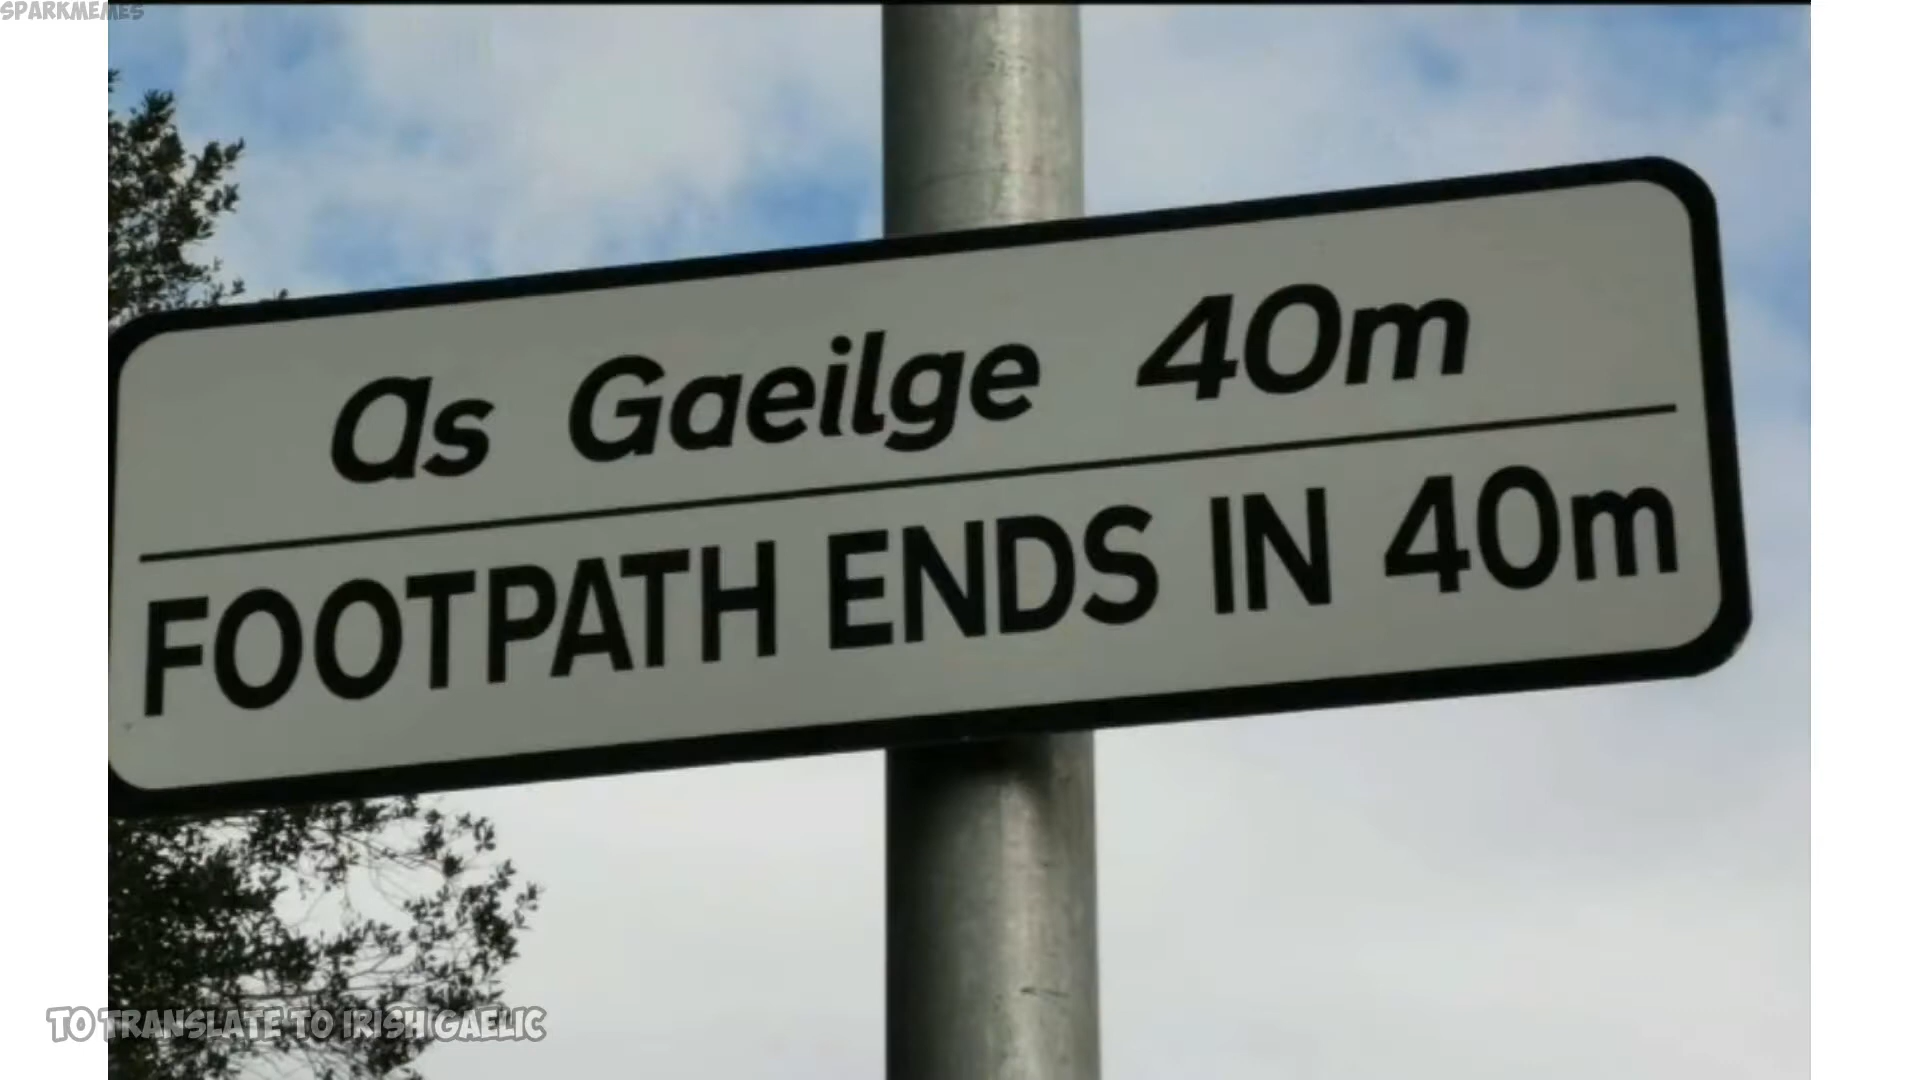 SPARKMEMES
as Gaeilge 40m
FOOTPATH ENDS IN 40m
TO TRANSLATE TO IRISH GAELIC